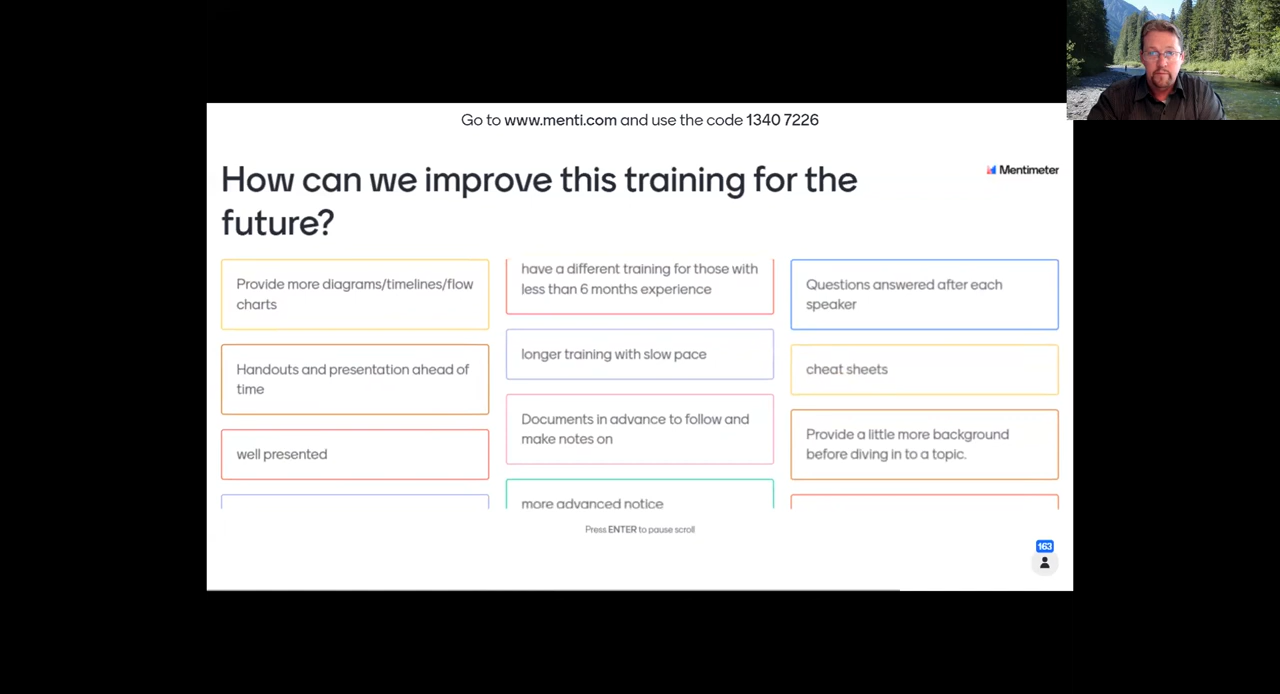 Go to www.menti.com and use the code 1340 7226
How can we improve this training for the
future?
Mentimeter
Provide more diagrams/timelines/flow
charts
Handouts and presentation ahead of
time
well presented
have a different training for those with
less than 6 months experience
longer training with slow pace
Documents in advance to follow and
make notes on
more advanced notice
Questions answered after each
speaker
cheat sheets
Provide a little more background
before diving in to a topic.
Press ENTER to pause scroll
163